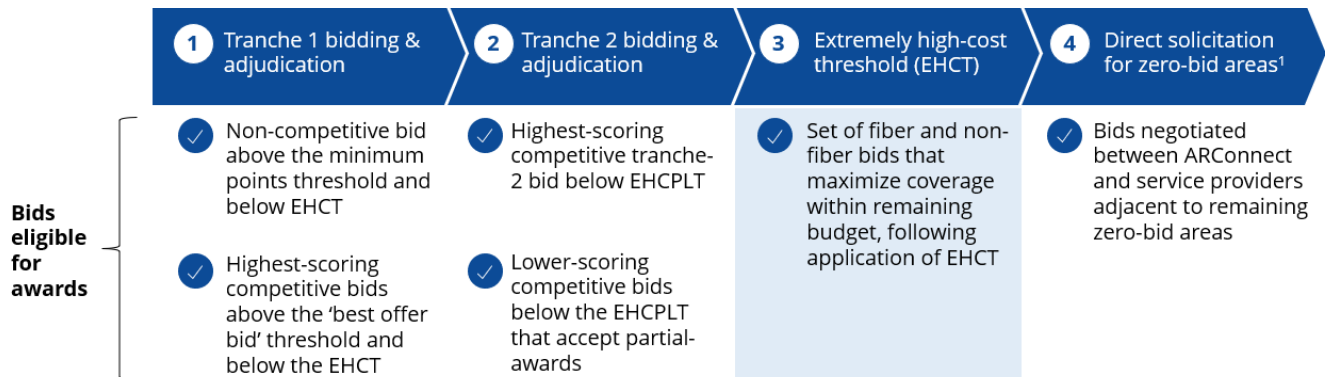 1 Tranche 1 bidding &
adjudication
2 Tranche 2 bidding &
adjudication
3 Extremely high-cost
threshold (EHCT)
4 Direct solicitation
for zero-bid areas1
Bids
eligible
for
awards
Non-competitive bid
above the minimum
points threshold and
below EHCT
Highest-scoring
competitive bids
above the ‘best offer
bid’ threshold and
below the EHCT
Highest-scoring
competitive tranche-
2 bid below EHCPLT
Lower-scoring
competitive bids
below the EHCPLT
that accept partial-
awards
Set of fiber and non-
fiber bids that
maximize coverage
within remaining
budget, following
application of EHCT
Bids negotiated
between ARConnect
and service providers
adjacent to remaining
zero-bid areas